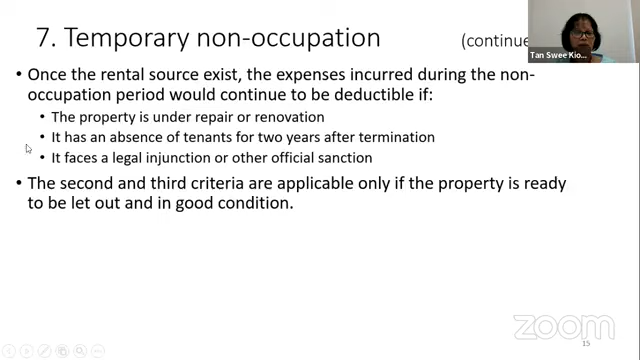 7. Temporary non-occupation
(continue
Tan Swee Kio...
• Once the rental source exist, the expenses incurred during the non-
occupation period would continue to be deductible if:
• The property is under repair or renovation
• It has an absence of tenants for two years after termination
• It faces a legal injunction or other official sanction
• The second and third criteria are applicable only if the property is ready
to be let out and in good condition.
zoom
15